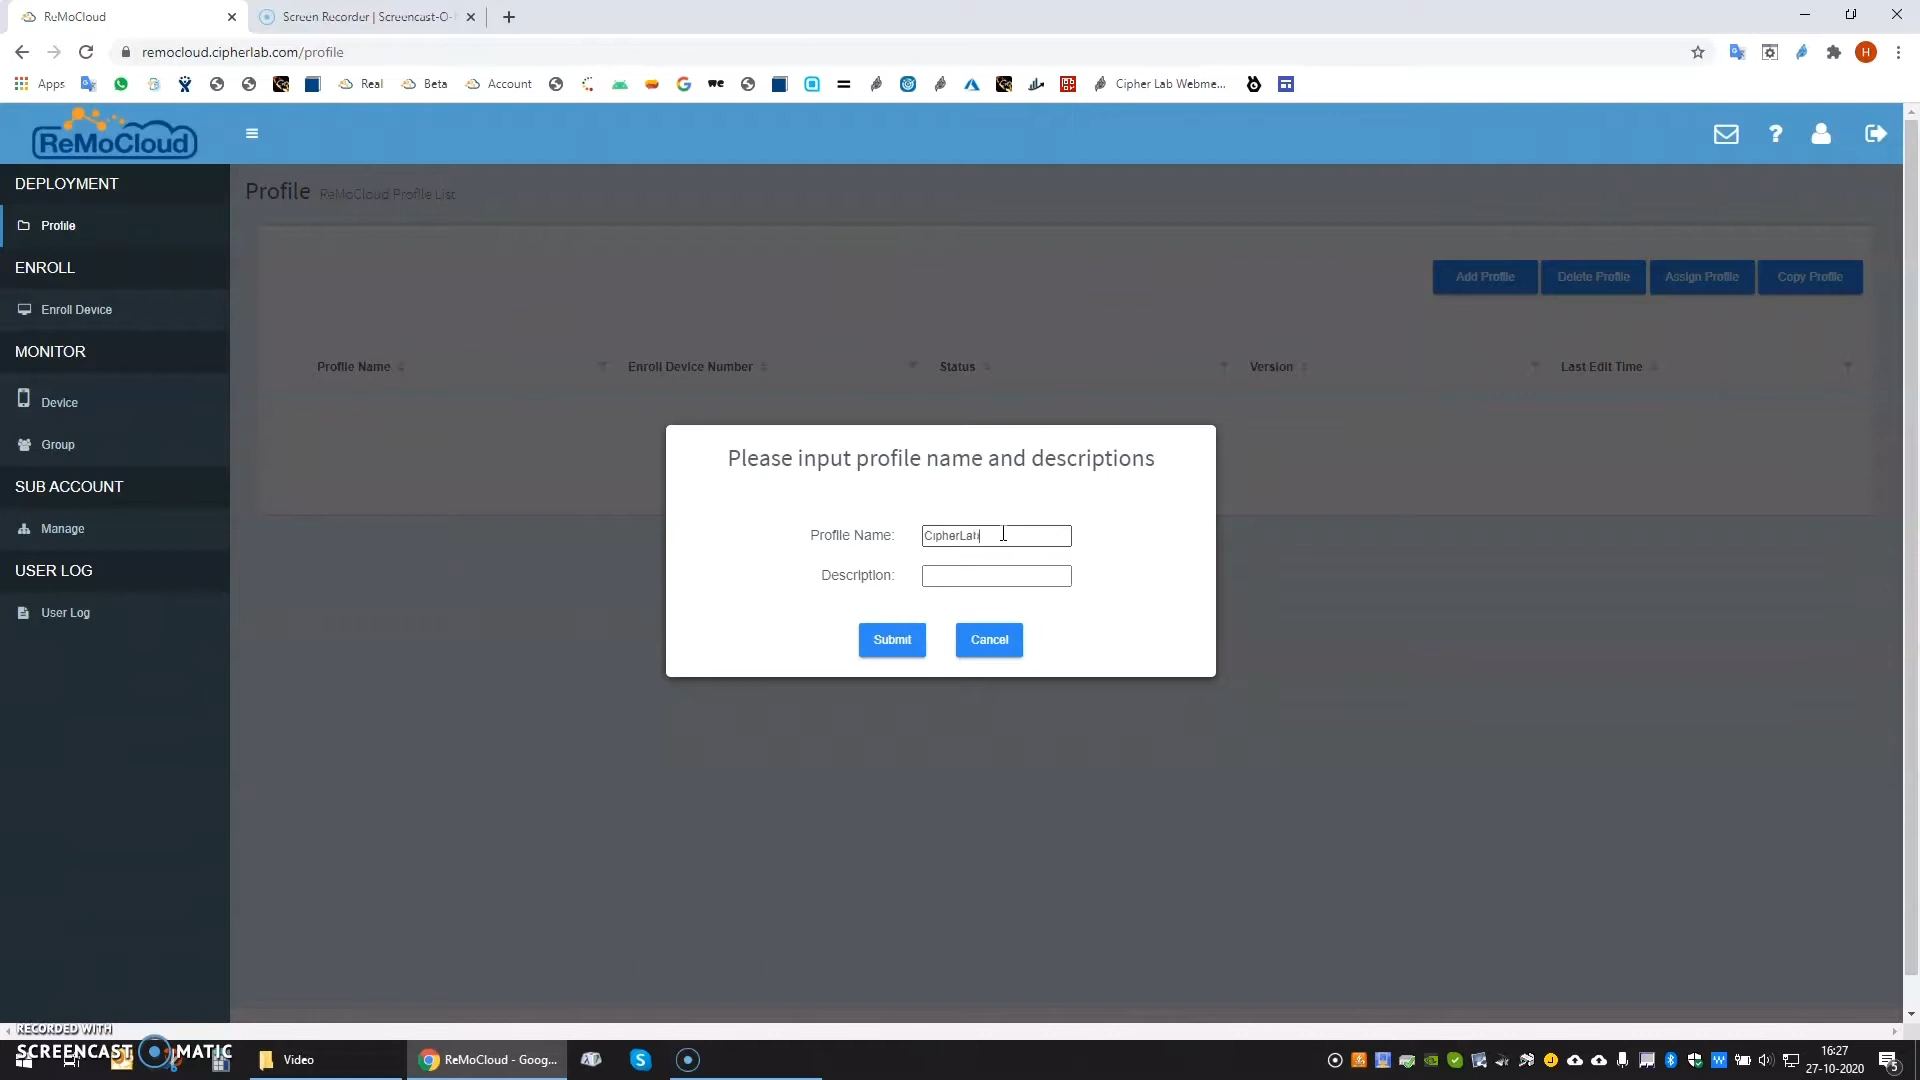 ReMoCloud
Screen Recorder | Screencast-O-
remocloud.cipherlab.com/profile
H
Apps
Real
Beta
Account
Cipher Lab Webme...
ReMoCloud
DEPLOYMENT
Profile
ENROLL
Enroll Device
MONITOR
Device
Group
SUB ACCOUNT
Manage
USER LOG
User Log
Profile ReMoCloud Profile List
Add Profile
Delete Profile
Assign Profile
Copy Profile
Profile Name
Enroll Device Number
Status
Version
Last Edit Time
Please input profile name and descriptions
Profile Name:
CipherLab
Description:
Submit
Cancel
RECORDED WITH
SCREENCAST MATIC
Video
ReMoCloud - Goog...
16:27
27-10-2020
5